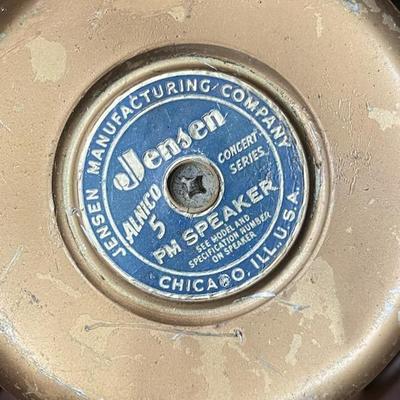 JENSEN MANUFACTURING COMPANY
Jensen
CONCERT-
SERIES
ALNICO
5
PM SPEAKER
SEE MODEL AND
SPECIFICATION NUMBER
ON SPEAKER
CHICAGO, ILL., U.S.A.